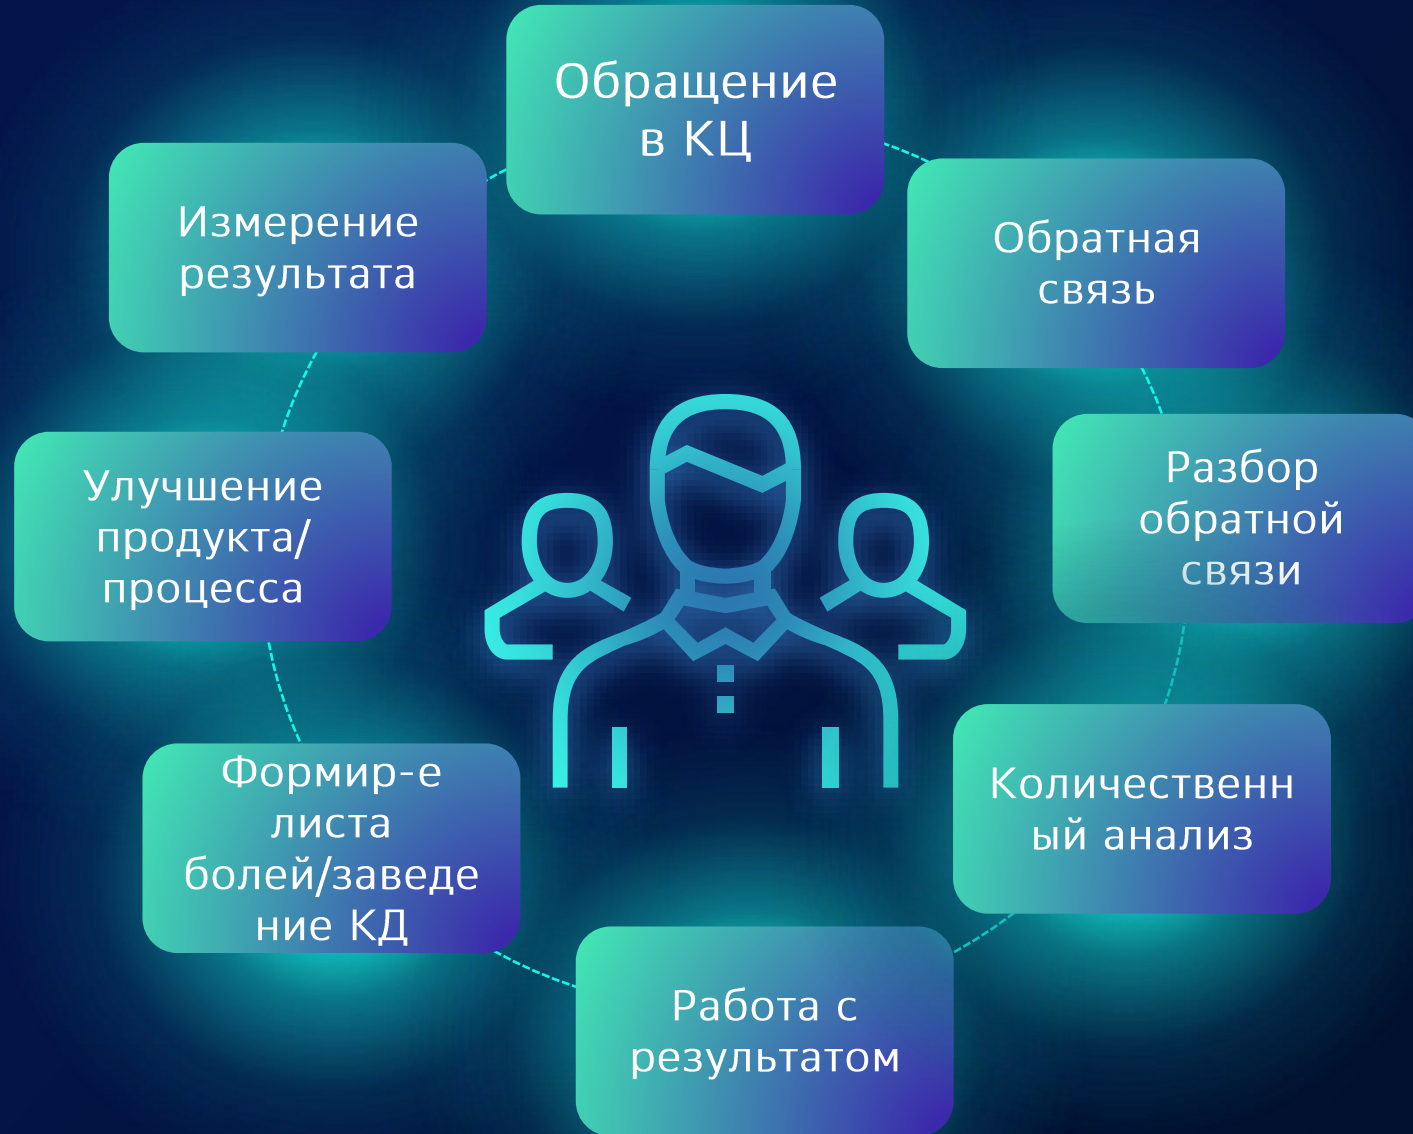 Обращение
в КЦ
Обратная
связь
Разбор
обратной
связи
Количественн
ый анализ
Работа с
результатом
Формир-е
листа
болей/заведе
ние КД
Улучшение
продукта/
процесса
Измерение
результата